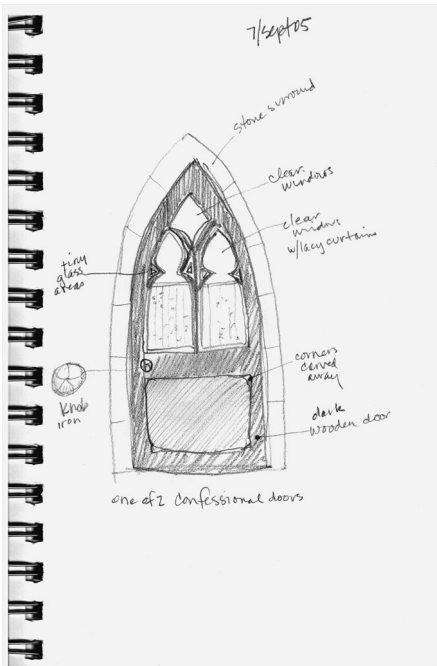 7/sept05
stone surround
clear
windows
clear
windows
w/lacy curtains
tiny
glass
areas
corners
carved
away
knob
iron
dark
wooden door
one of 2 confessional doors